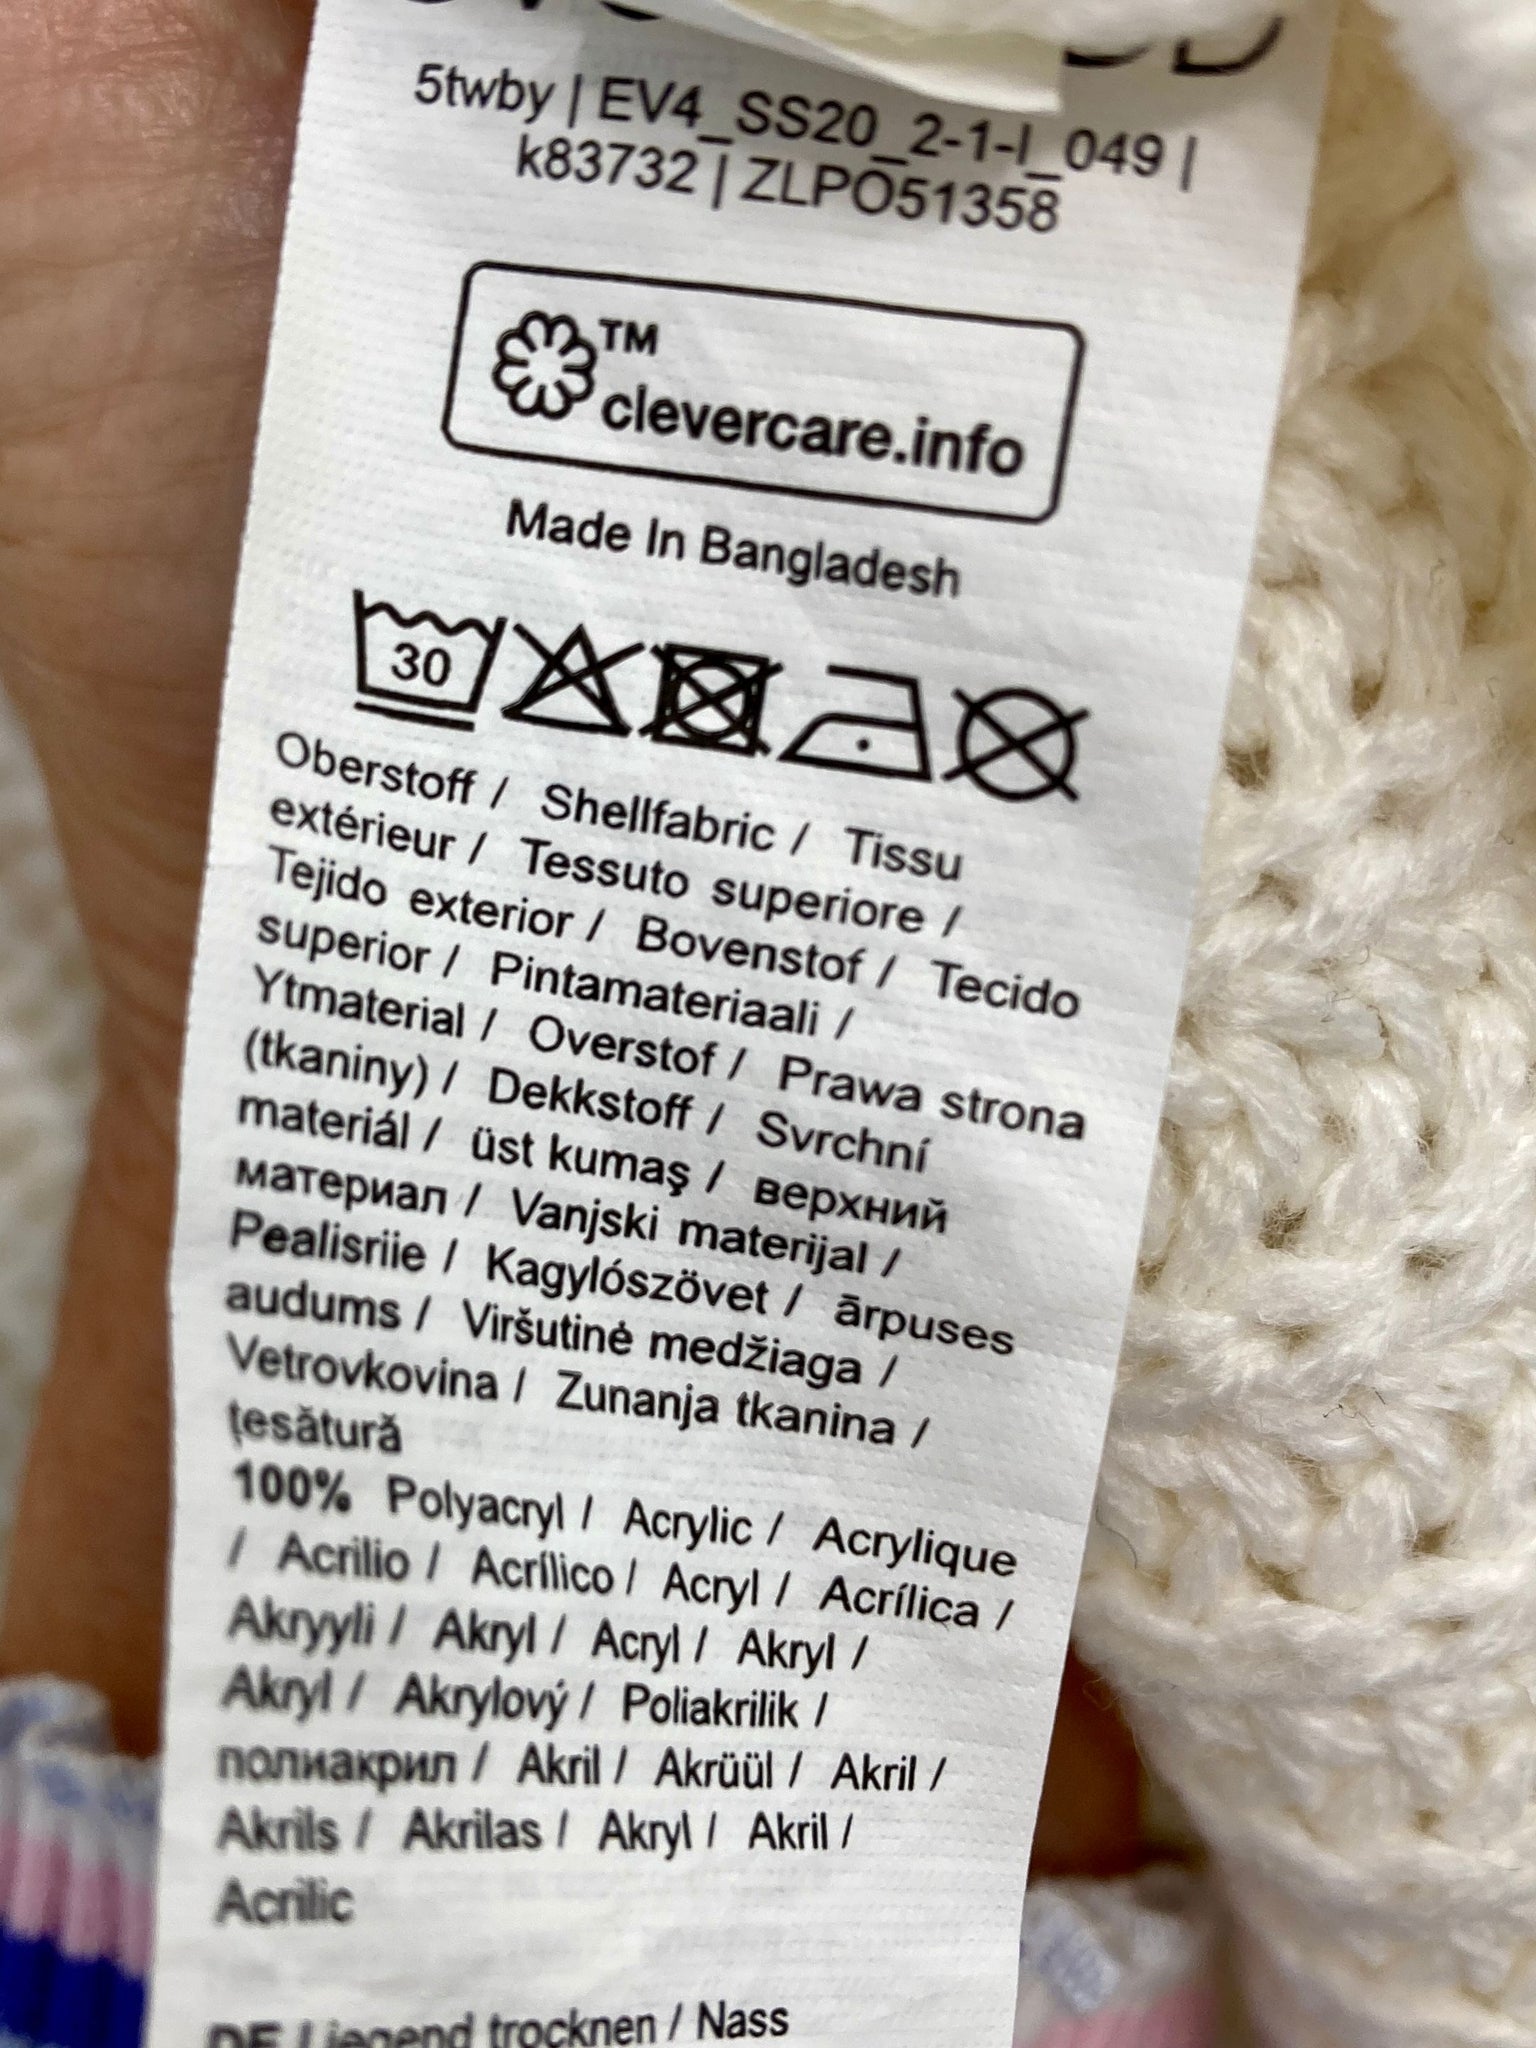 5twby | EV4_SS20_2-1-I_049 |
k83732 | ZLPO51358
TM
clevercare.info
Made In Bangladesh
30
Oberstoff / Shellfabric / Tissu
extérieur / Tessuto superiore /
Tejido exterior / Bovenstof / Tecido
superior / Pintamateriaali /
Ytmaterial / Overstof / Prawa strona
(tkaniny) / Dekkstoff / Svrchní
materiál / üst kumaş / верхний
материал / Vanjski materijal /
Pealisriie / Kagylószövet / ārpuses
audums / Viršutinė medžiaga /
Vetrovkovina / Zunanja tkanina /
țesătură
100% Polyacryl / Acrylic / Acrylique
/ Acrilio / Acrílico / Acryl / Acrílica /
Akryyli / Akryl / Acryl / Akryl /
Akryl / Akrylový / Poliakrilik /
полиакрил / Akril / Akrüül / Akril /
Akrils / Akrilas / Akryl / Akril /
Acrilic
DE Liegend trocknen / Nass